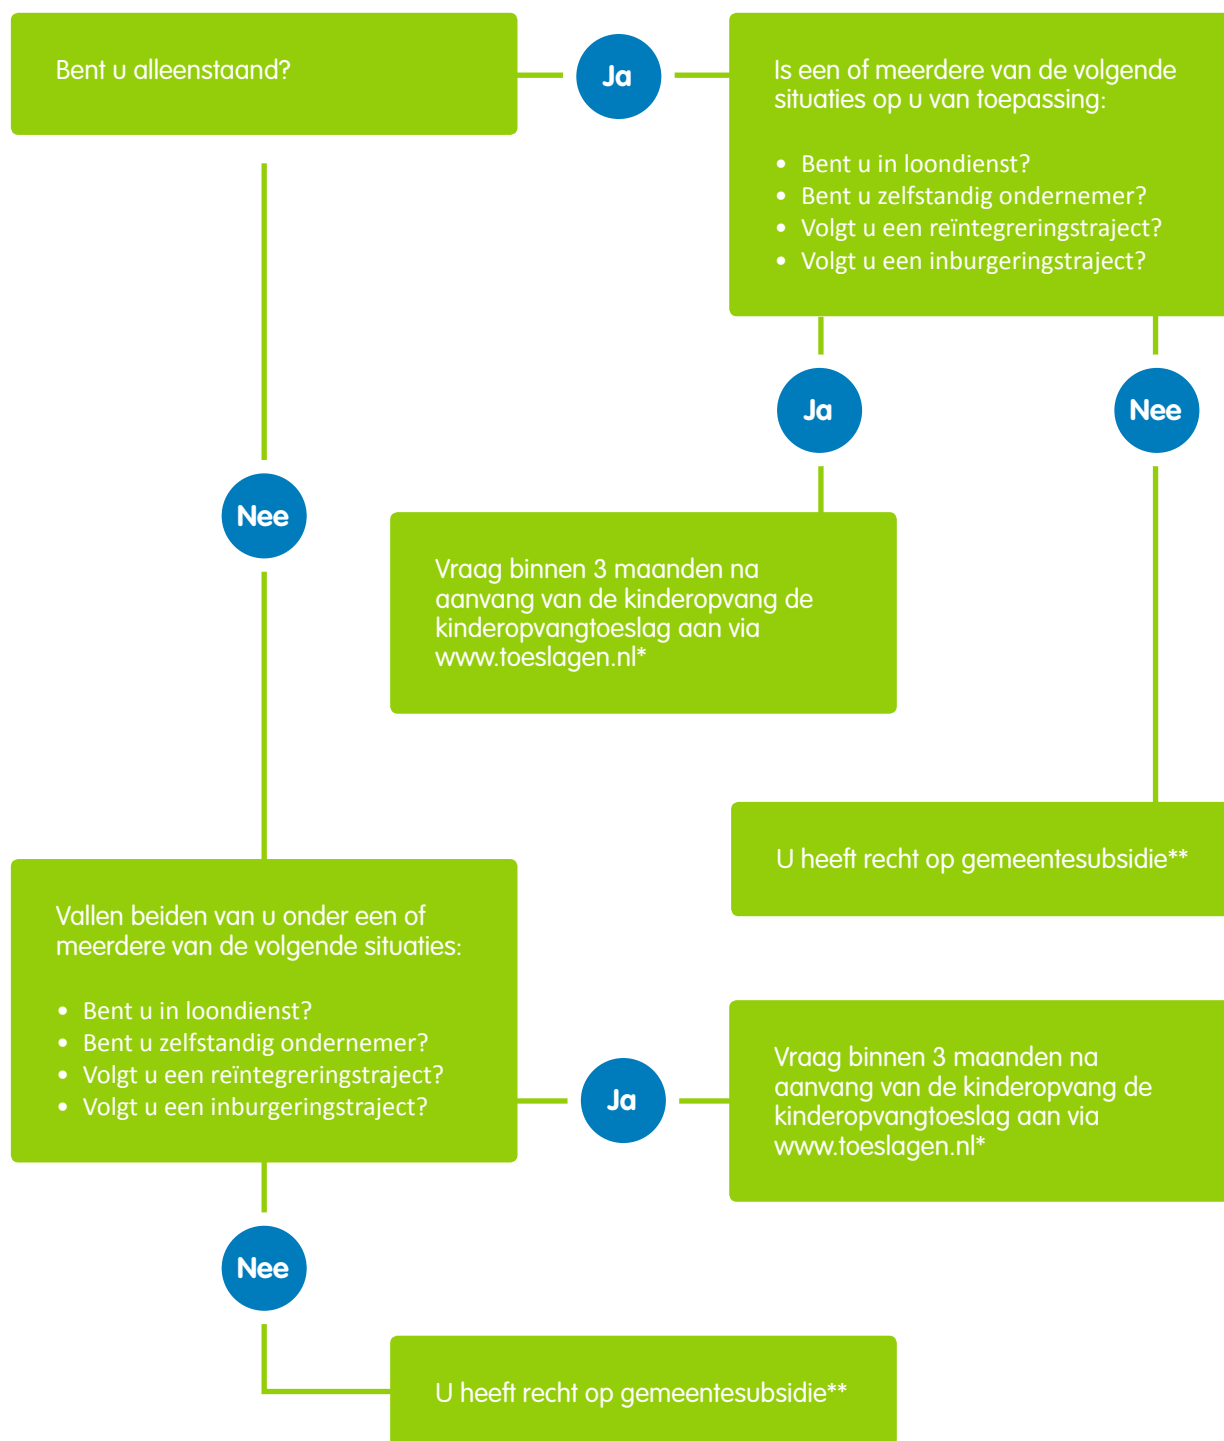 Bent u alleenstaand?
Ja
Is een of meerdere van de volgende
situaties op u van toepassing:
• Bent u in loondienst?
• Bent u zelfstandig ondernemer?
• Volgt u een reïntegreringstraject?
• Volgt u een inburgeringstraject?
Ja
Nee
Nee
Vraag binnen 3 maanden na
aanvang van de kinderopvang de
kinderopvangtoeslag aan via
www.toeslagen.nl*
U heeft recht op gemeentesubsidie**
Vallen beiden van u onder een of
meerdere van de volgende situaties:
• Bent u in loondienst?
• Bent u zelfstandig ondernemer?
• Volgt u een reïntegreringstraject?
• Volgt u een inburgeringstraject?
Ja
Vraag binnen 3 maanden na
aanvang van de kinderopvang de
kinderopvangtoeslag aan via
www.toeslagen.nl*
Nee
U heeft recht op gemeentesubsidie**